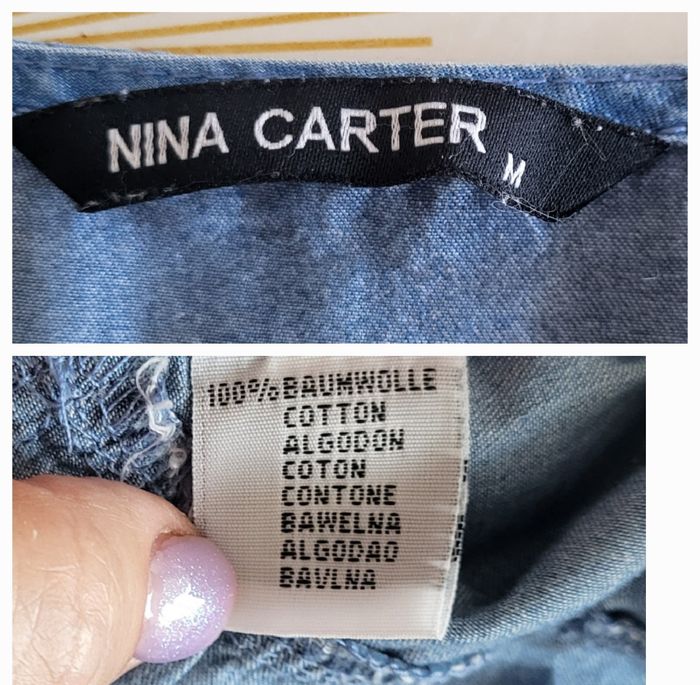 NINA CARTER
M
100% BAUMWOLLE
COTTON
ALGODON
COTON
CONTONE
BAWELNA
ALGODAO
BAVLNA